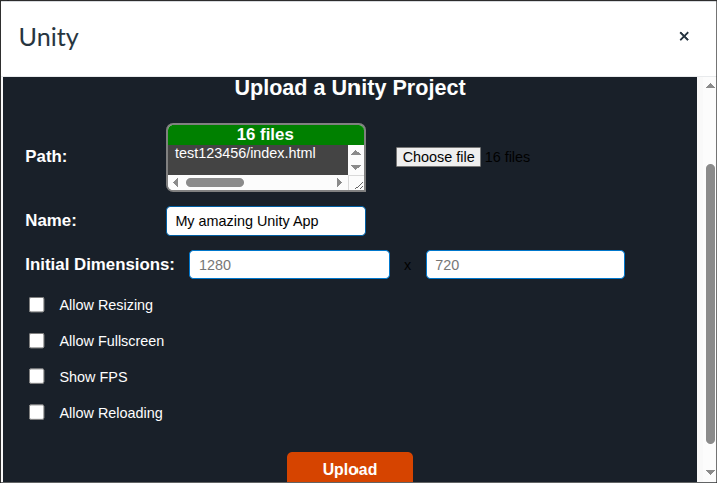 Unity
×
Upload a Unity Project
16 files
test123456/index.html
Path:
Choose file 16 files
Name:
My amazing Unity App
Initial Dimensions: 1280 x 720
Allow Resizing
Allow Fullscreen
Show FPS
Allow Reloading
Upload